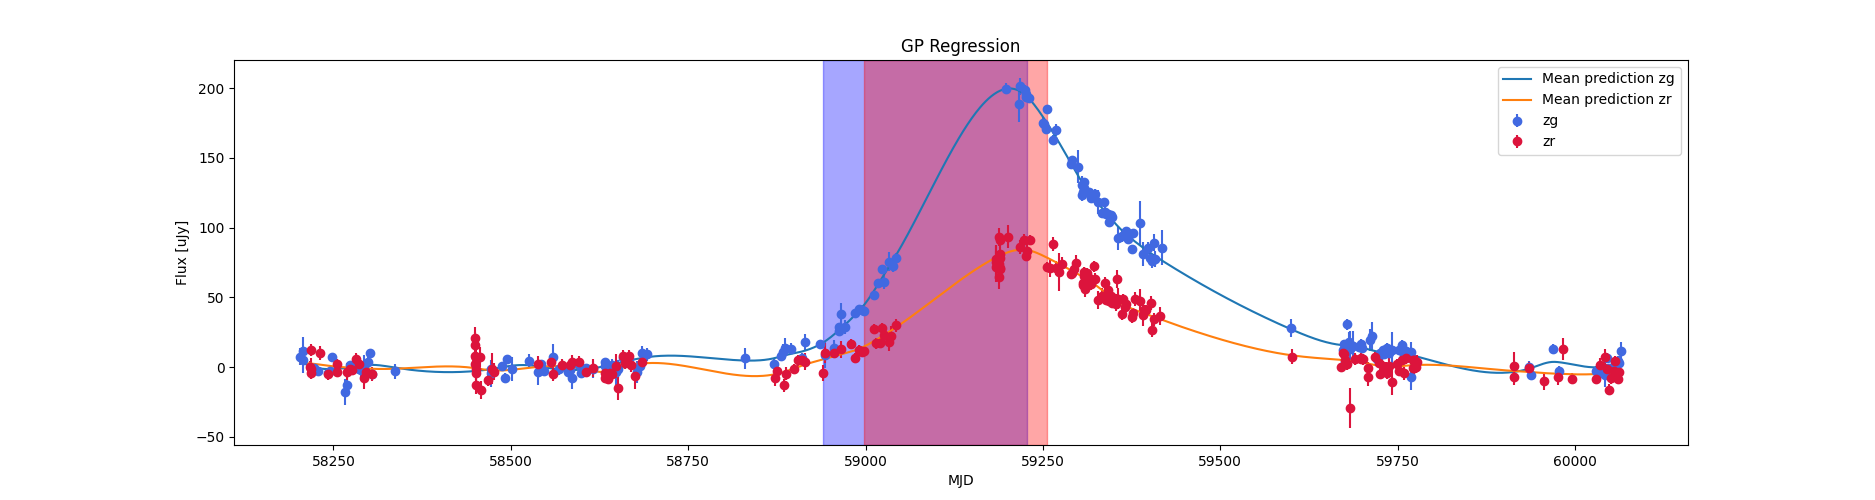 GP Regression
Flux [uJy]
200
150
100
50
0
−50
58250 58500 58750 59000 59250 59500 59750 60000
MJD
Mean prediction zg
Mean prediction zr
zg
zr